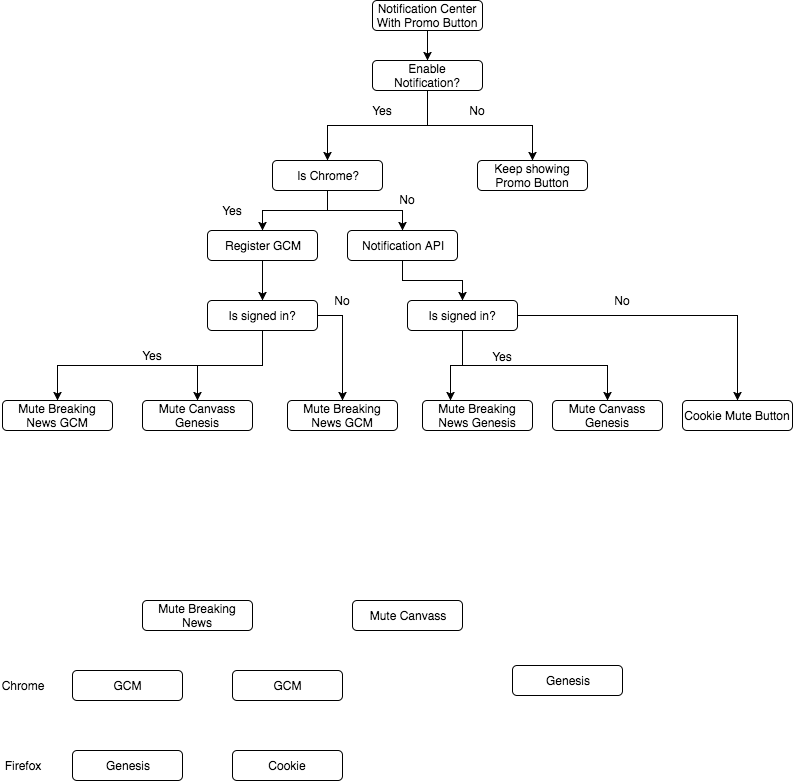 Notification Center
With Promo Button
Enable
Notification?
Yes
No
Is Chrome?
Keep showing
Promo Button
Yes
No
Register GCM
Notification API
Is signed in?
No
Is signed in?
No
Yes
Yes
Mute Breaking
News GCM
Mute Canvass
Genesis
Mute Breaking
News GCM
Mute Breaking
News Genesis
Mute Canvass
Genesis
Cookie Mute Button
Mute Breaking
News
Mute Canvass
Chrome
GCM
GCM
Genesis
Firefox
Genesis
Cookie